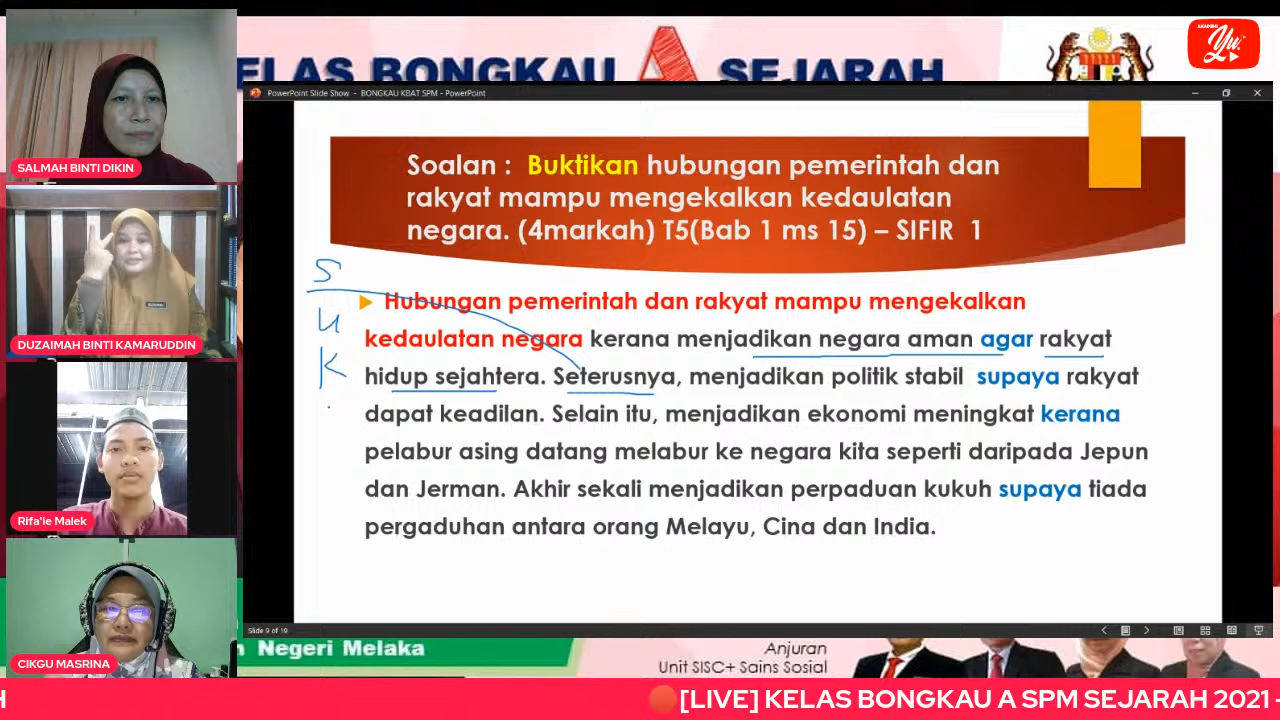 KELAS BONGKAU A SEJARAH
AKADEMI
Yu.
PowerPoint Slide Show - BONGKAU KBAT SPM - PowerPoint
Soalan : Buktikan hubungan pemerintah dan
rakyat mampu mengekalkan kedaulatan
negara. (4markah) T5(Bab 1 ms 15) – SIFIR 1
S
U
K
Hubungan pemerintah dan rakyat mampu mengekalkan
kedaulatan negara kerana menjadikan negara aman agar rakyat
hidup sejahtera. Seterusnya, menjadikan politik stabil supaya rakyat
dapat keadilan. Selain itu, menjadikan ekonomi meningkat kerana
pelabur asing datang melabur ke negara kita seperti daripada Jepun
dan Jerman. Akhir sekali menjadikan perpaduan kukuh supaya tiada
pergaduhan antara orang Melayu, Cina dan India.
Slide 9 of 19
SALMAH BINTI DIKIN
DUZAIMAH BINTI KAMARUDDIN
Rifa'ie Malek
CIKGU MASRINA
Negeri Melaka
Anjuran
Unit SISC+ Sains Sosial
H
[LIVE] KELAS BONGKAU A SPM SEJARAH 2021 -